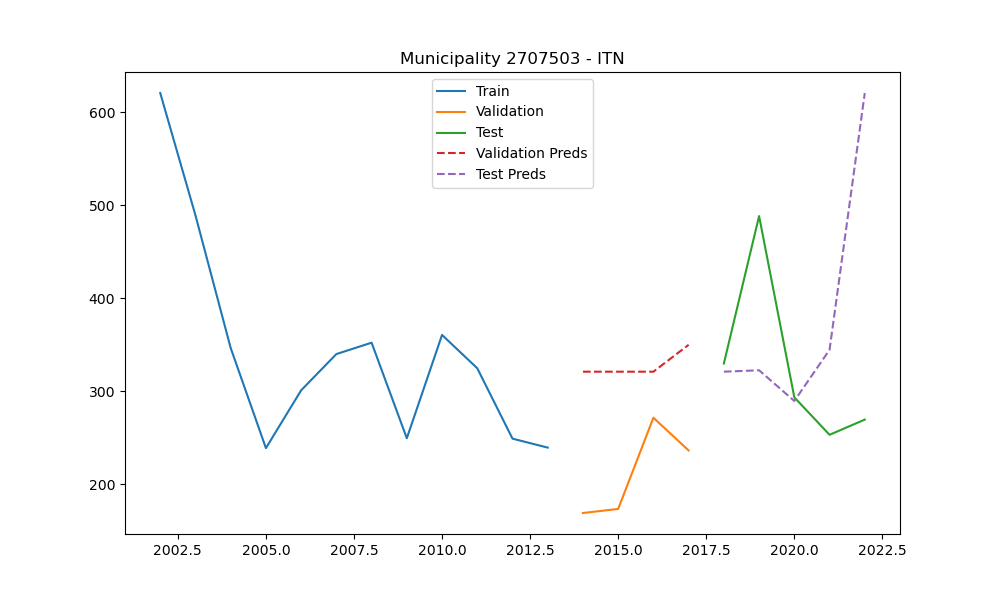 Municipality 2707503 - ITN
Train
Validation
Test
Validation Preds
Test Preds
600
500
400
300
200
2002.5 2005.0 2007.5 2010.0 2012.5 2015.0 2017.5 2020.0 2022.5